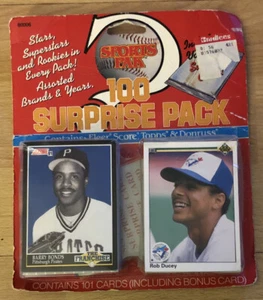 Stars,
Superstars
and Rookies in
Every Pack!
Assorted
Brands & Years.
SPORTS
PAK
100
SURPRISE PACK
Contains: Fleer, Score, Topps & Donruss
BARRY BONDS
Pittsburgh Pirates
FRANCHISE
Rob Ducey
CONTAINS 101 CARDS (INCLUDING BONUS CARD)